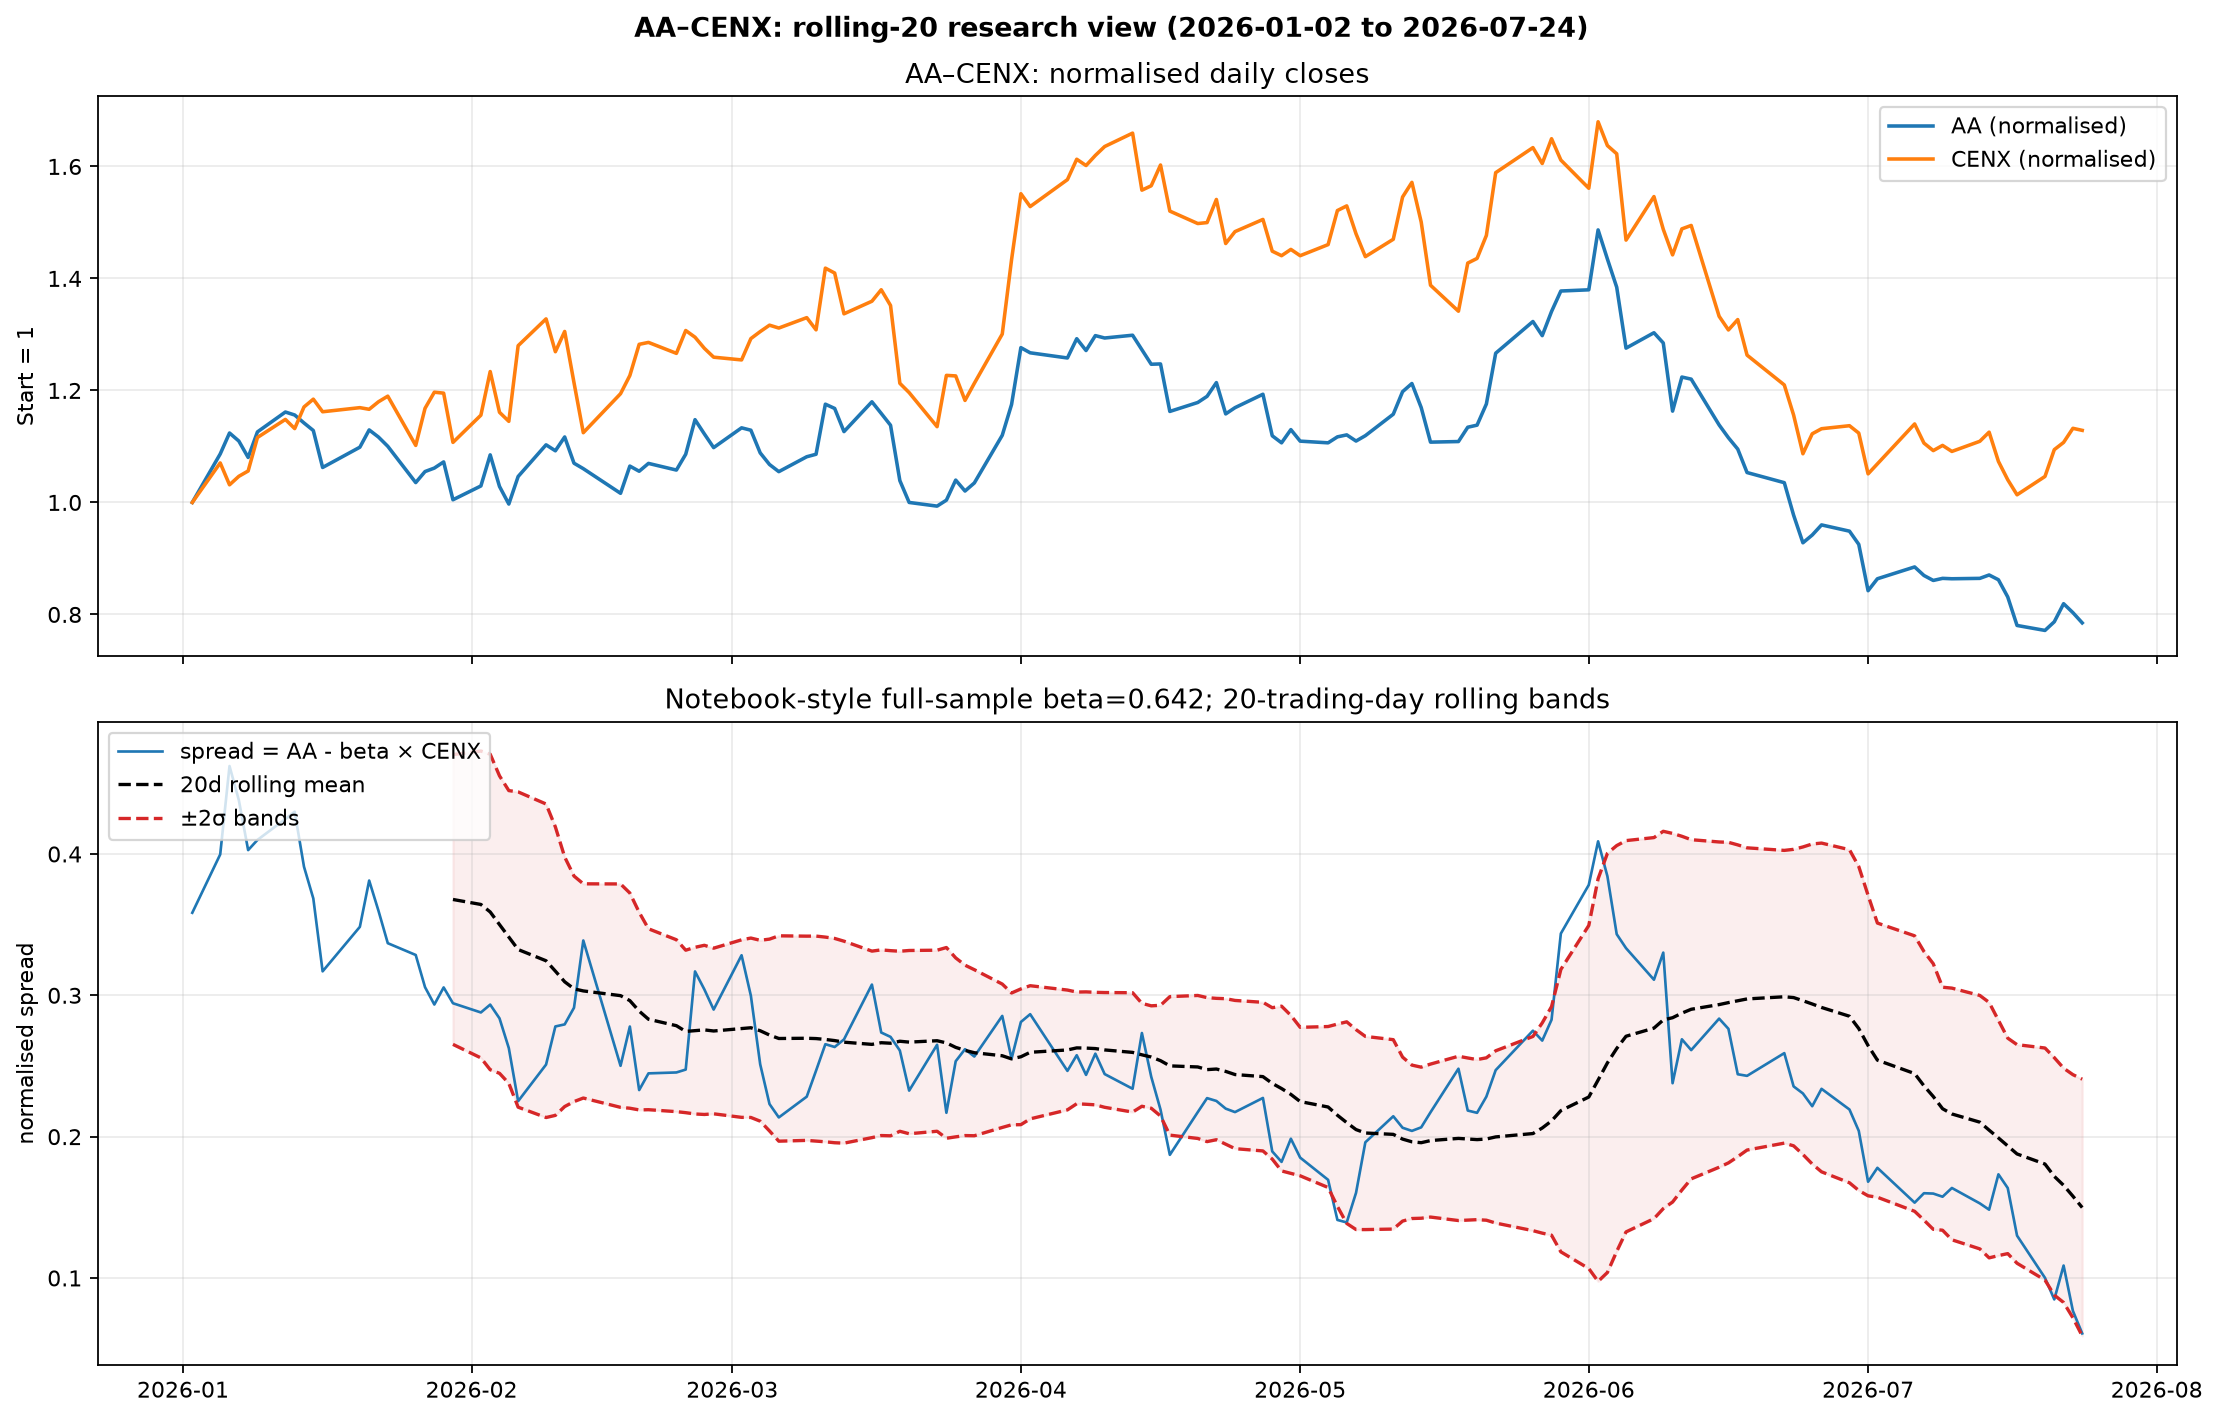 AA–CENX: rolling-20 research view (2026-01-02 to 2026-07-24)
AA–CENX: normalised daily closes
Start = 1
1.6
1.4
1.2
1.0
0.8
AA (normalised)
CENX (normalised)
Notebook-style full-sample beta=0.642; 20-trading-day rolling bands
normalised spread
0.4
0.3
0.2
0.1
spread = AA - beta × CENX
20d rolling mean
±2σ bands
2026-01
2026-02
2026-03
2026-04
2026-05
2026-06
2026-07
2026-08